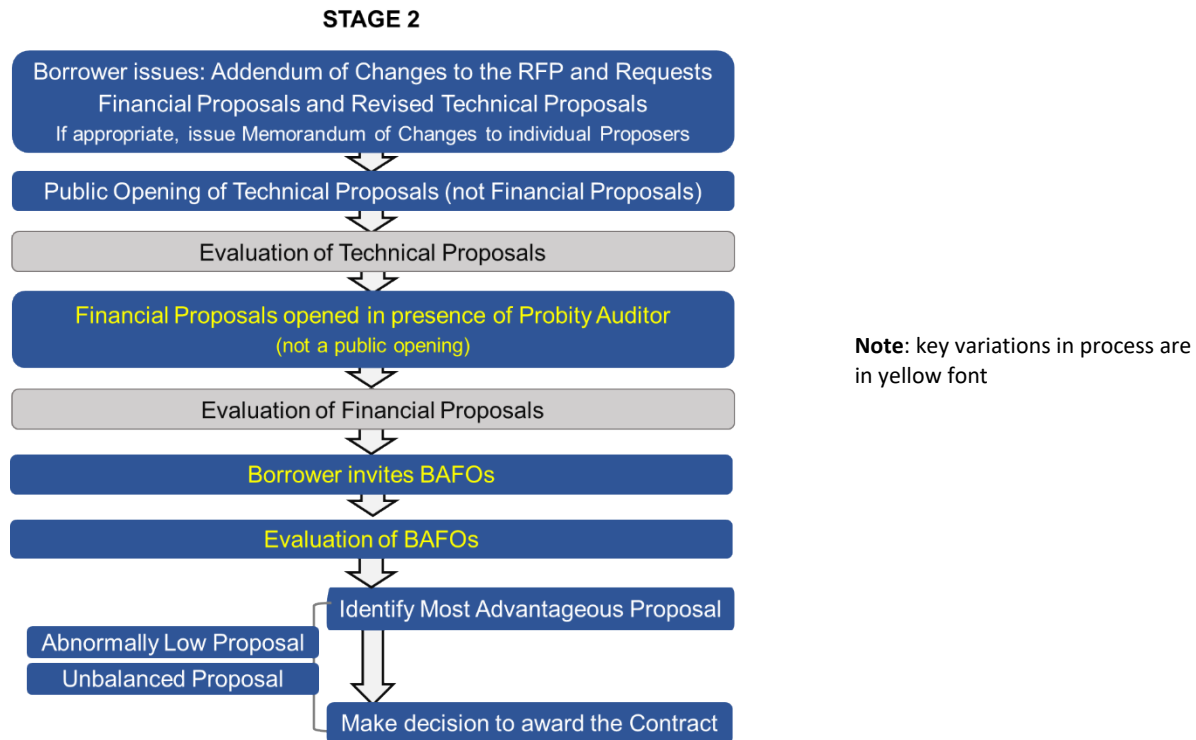 STAGE 2
Borrower issues: Addendum of Changes to the RFP and Requests
Financial Proposals and Revised Technical Proposals
If appropriate, issue Memorandum of Changes to individual Proposers
Public Opening of Technical Proposals (not Financial Proposals)
Evaluation of Technical Proposals
Financial Proposals opened in presence of Probity Auditor
(not a public opening)
Note: key variations in process are
in yellow font
Evaluation of Financial Proposals
Borrower invites BAFOs
Evaluation of BAFOs
Identify Most Advantageous Proposal
Abnormally Low Proposal
Unbalanced Proposal
Make decision to award the Contract